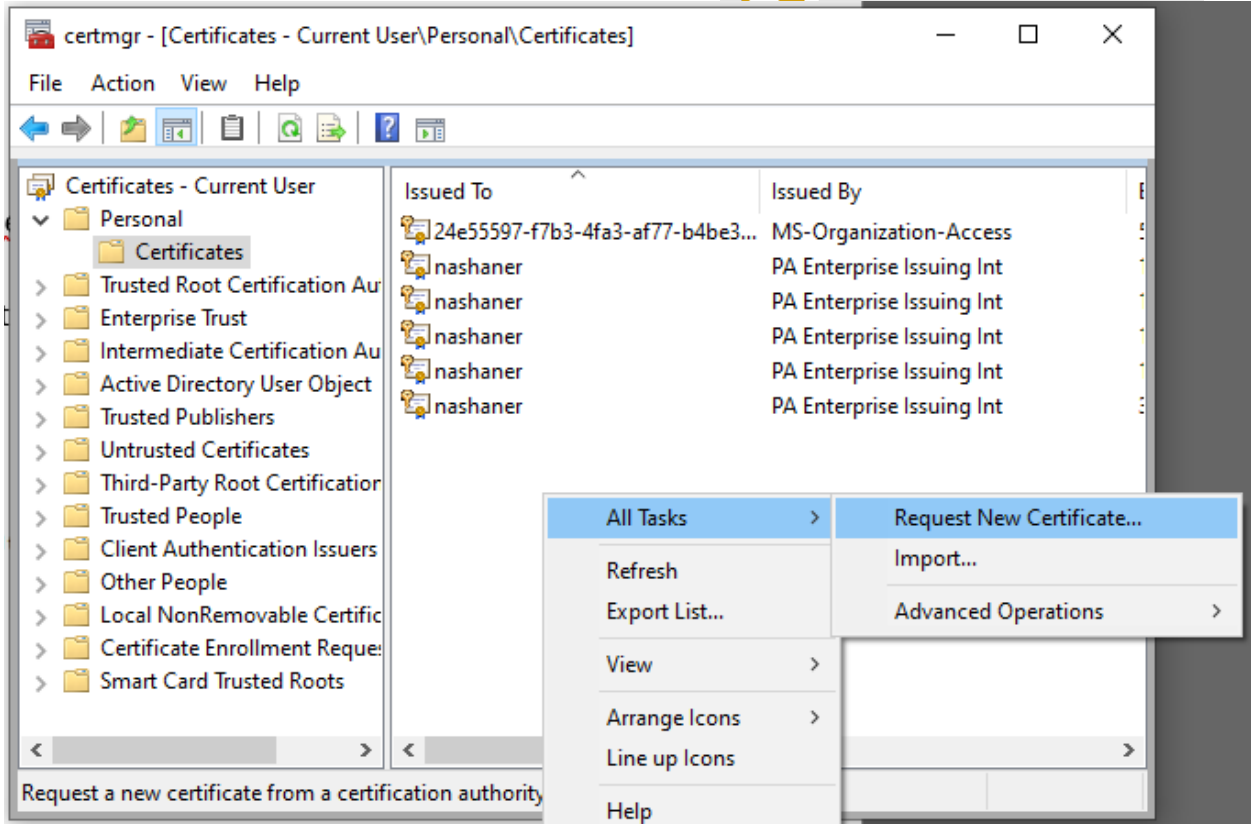 certmgr - [Certificates - Current User\Personal\Certificates]
File Action View Help
Certificates - Current User
Personal
Certificates
Trusted Root Certification Au
Enterprise Trust
Intermediate Certification Au
Active Directory User Object
Trusted Publishers
Untrusted Certificates
Third-Party Root Certification
Trusted People
Client Authentication Issuers
Other People
Local NonRemovable Certific
Certificate Enrollment Reques
Smart Card Trusted Roots
Issued To Issued By
24e55597-f7b3-4fa3-af77-b4be3... MS-Organization-Access
nashaner PA Enterprise Issuing Int
nashaner PA Enterprise Issuing Int
nashaner PA Enterprise Issuing Int
nashaner PA Enterprise Issuing Int
nashaner PA Enterprise Issuing Int
All Tasks
Refresh
Export List...
View
Arrange Icons
Line up Icons
Help
Request New Certificate...
Import...
Advanced Operations
Request a new certificate from a certification authority